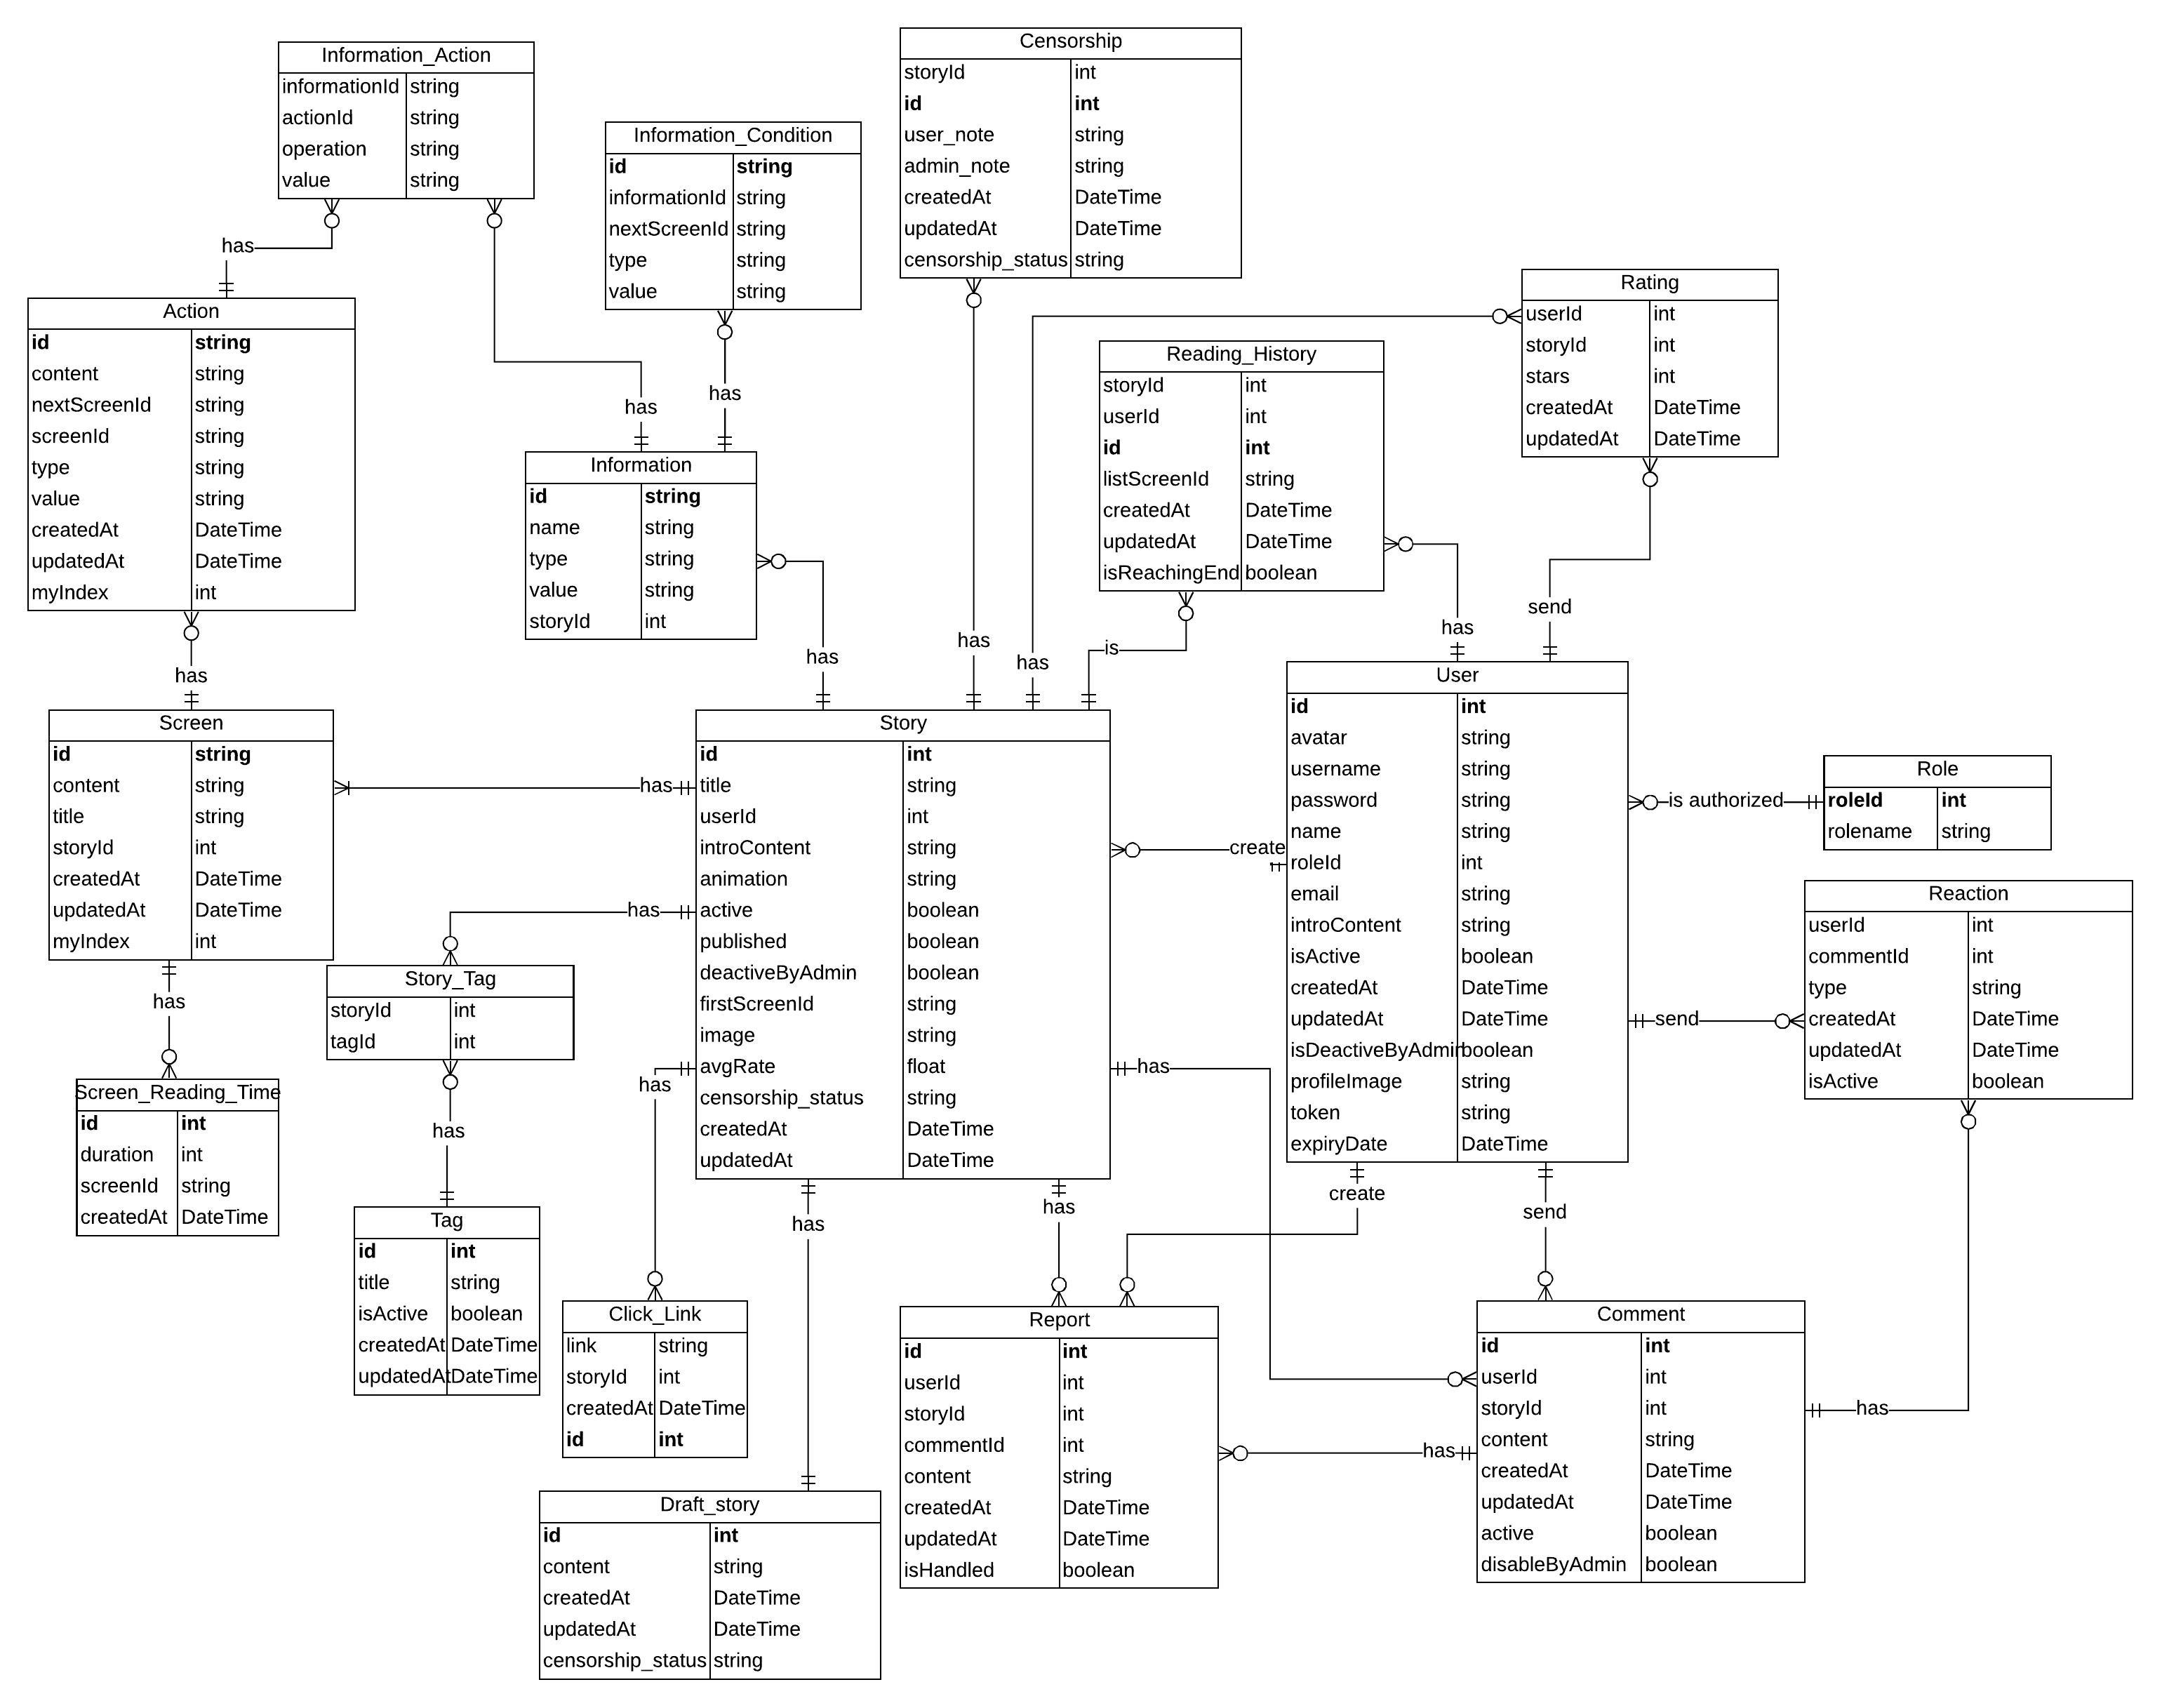 Information_Action
informationId string
actionId string
operation string
value string
Information_Condition
id string
informationId string
nextScreenId string
type string
value string
Censorship
storyId int
id int
user_note string
admin_note string
createdAt DateTime
updatedAt DateTime
censorship_status string
has
Action
id string
content string
nextScreenId string
screenId string
type string
value string
createdAt DateTime
updatedAt DateTime
myIndex int
has
has
Information
id string
name string
type string
value string
storyId int
Reading_History
storyId int
userId int
id int
listScreenId string
createdAt DateTime
updatedAt DateTime
isReachingEnd boolean
Rating
userId int
storyId int
stars int
createdAt DateTime
updatedAt DateTime
has
has
has
has
is
has
send
Screen
id string
content string
title string
storyId int
createdAt DateTime
updatedAt DateTime
myIndex int
has
has
Story
id int
title string
userId int
introContent string
animation string
active boolean
published boolean
deactiveByAdmin boolean
firstScreenId string
image string
avgRate float
censorship_status string
createdAt DateTime
updatedAt DateTime
create
User
id int
avatar string
username string
password string
name string
roleId int
email string
introContent string
isActive boolean
createdAt DateTime
updatedAt DateTime
isDeactiveByAdmin boolean
profileImage string
token string
expiryDate DateTime
is authorized
Role
roleId int
rolename string
send
Reaction
userId int
commentId int
type string
createdAt DateTime
updatedAt DateTime
isActive boolean
has
Screen_Reading_Time
id int
duration int
screenId string
createdAt DateTime
Story_Tag
storyId int
tagId int
has
Tag
id int
title string
isActive boolean
createdAt DateTime
updatedAt DateTime
has
Click_Link
link string
storyId int
createdAt DateTime
id int
has
Draft_story
id int
content string
createdAt DateTime
updatedAt DateTime
censorship_status string
has
has
create
send
Report
id int
userId int
storyId int
commentId int
content string
createdAt DateTime
updatedAt DateTime
isHandled boolean
has
Comment
id int
userId int
storyId int
content string
createdAt DateTime
updatedAt DateTime
active boolean
disableByAdmin boolean
has